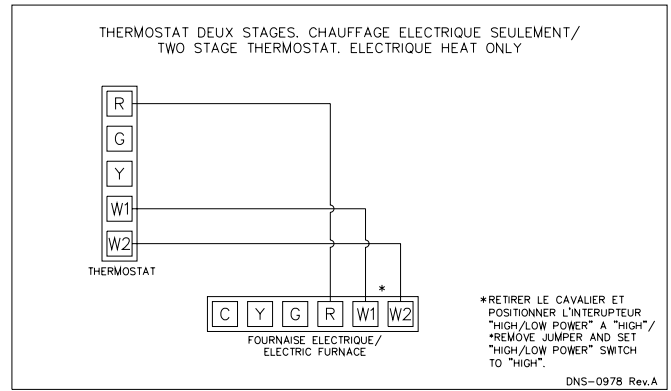 THERMOSTAT DEUX STAGES. CHAUFFAGE ELECTRIQUE SEULEMENT/
TWO STAGE THERMOSTAT. ELECTRIQUE HEAT ONLY
R
G
Y
W1
W2
THERMOSTAT
*
C Y G R W1 W2
FOURNAISE ELECTRIQUE/
ELECTRIC FURNACE
*RETIRER LE CAVALIER ET
POSITIONNER L'INTERUPTEUR
"HIGH/LOW POWER" A "HIGH"/
*REMOVE JUMPER AND SET
"HIGH/LOW POWER" SWITCH
TO "HIGH".
DNS-0978 Rev.A